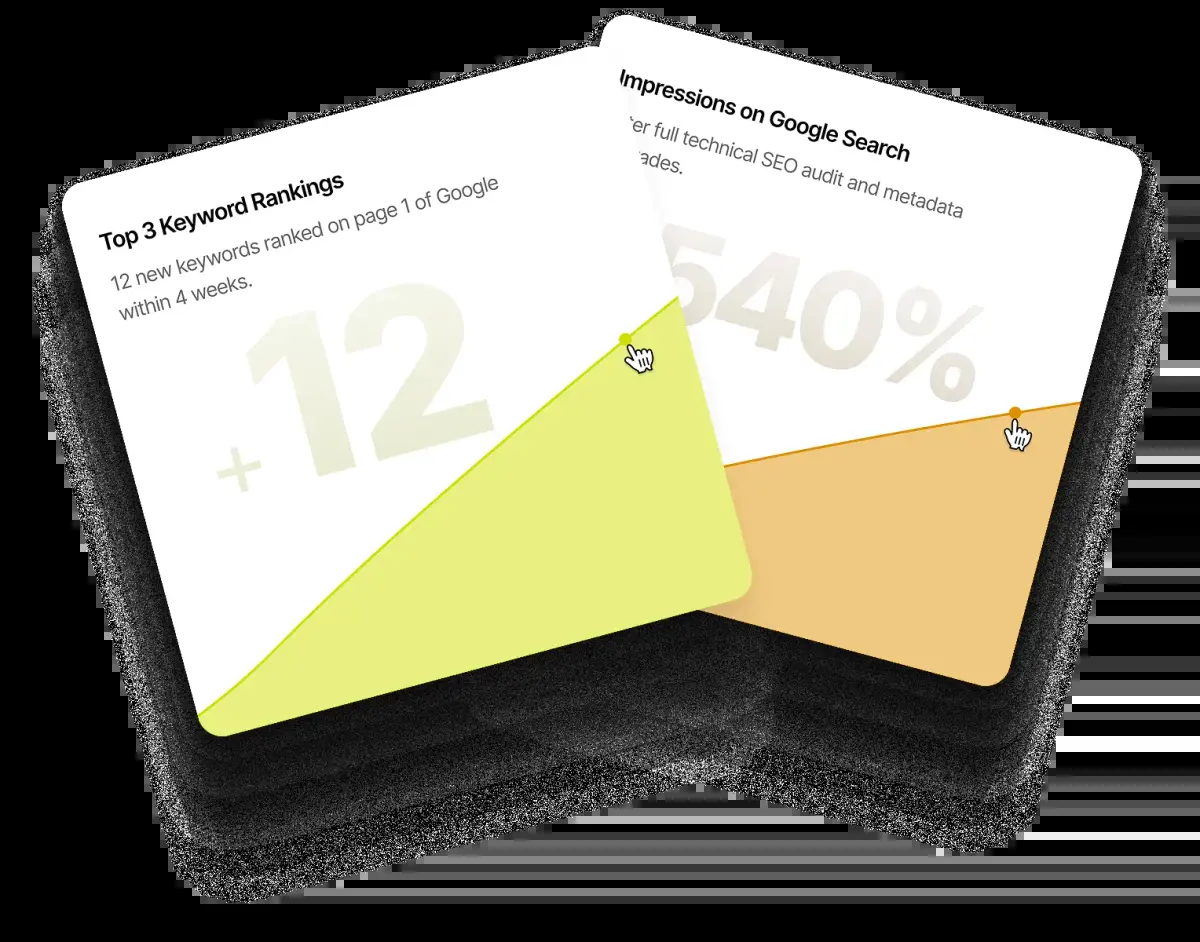 Top 3 Keyword Rankings
12 new keywords ranked on page 1 of Google
within 4 weeks.
+12
Impressions on Google Search
full technical SEO audit and metadata
540%